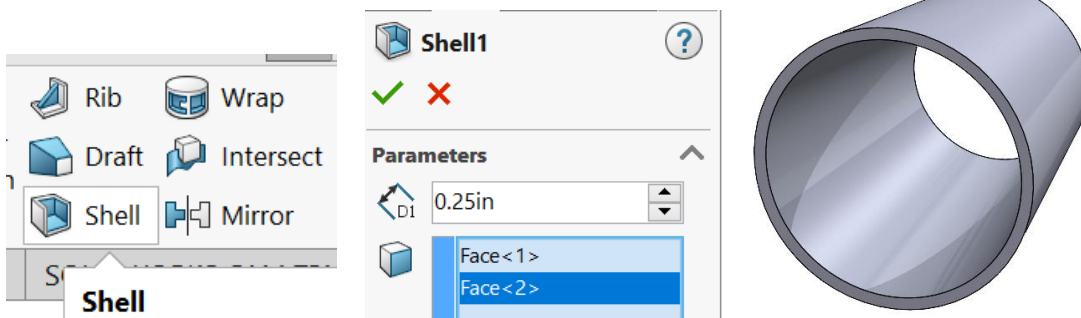 Rib
Wrap
Draft
Intersect
Shell
Mirror
Shell
Shell1
?
Parameters
D1
0.25in
Face<1>
Face<2>